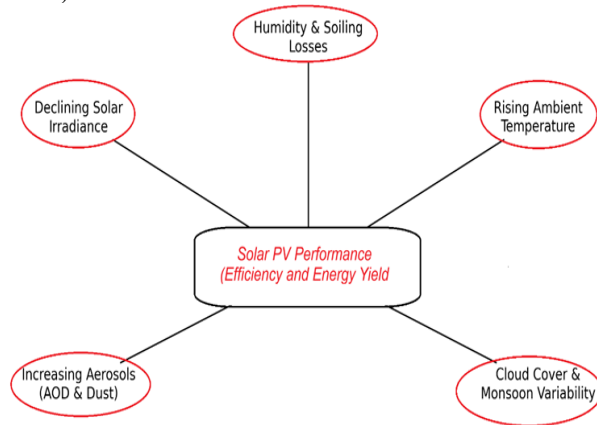 Humidity & Soiling
Losses
Declining Solar
Irradiance
Rising Ambient
Temperature
Solar PV Performance
(Efficiency and Energy Yield
Increasing Aerosols
(AOD & Dust)
Cloud Cover &
Monsoon Variability